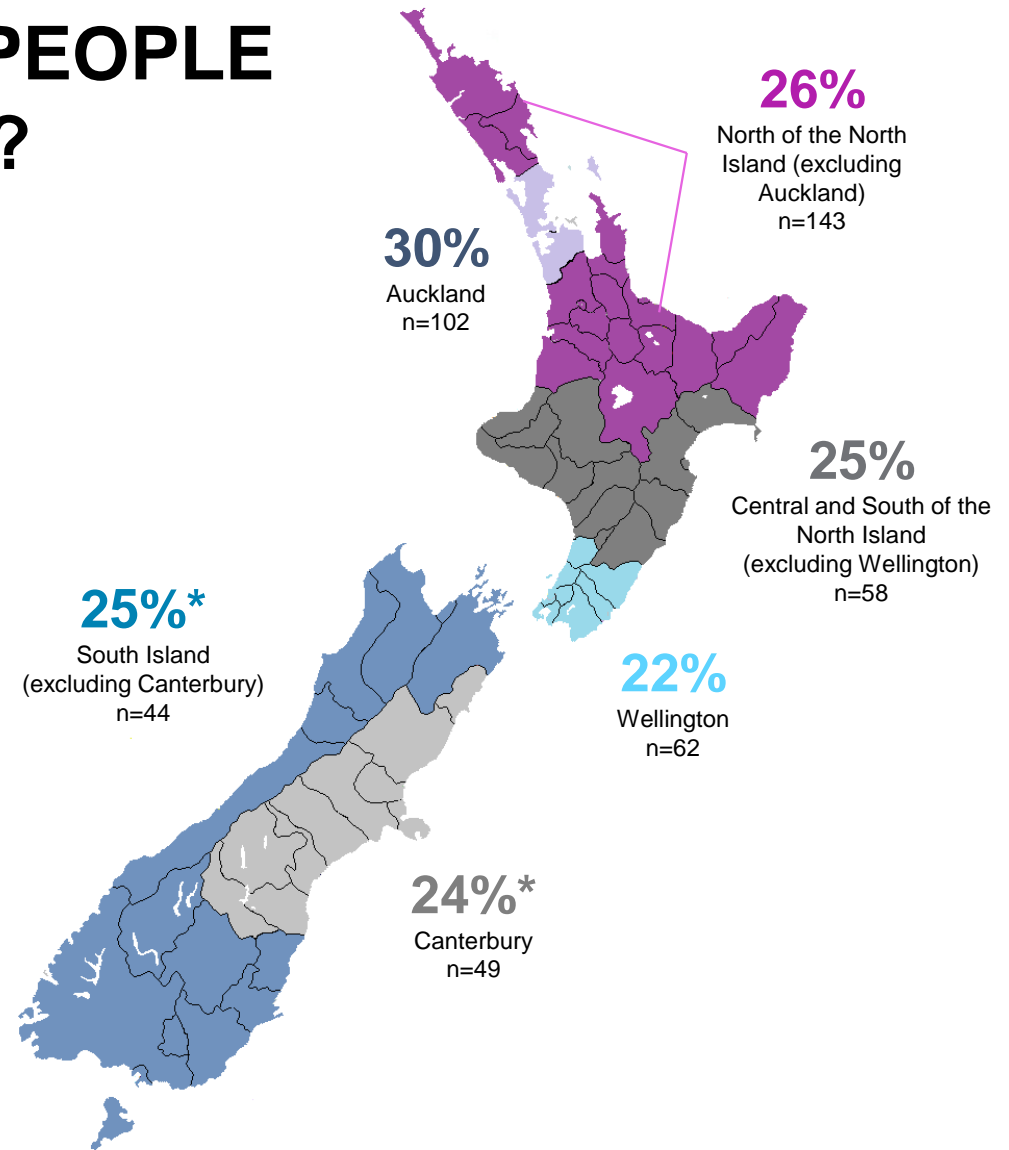 PEOPLE
?
26%
North of the North
Island (excluding
Auckland)
n=143
30%
Auckland
n=102
25%
Central and South of the
North Island
(excluding Wellington)
n=58
25%*
South Island
(excluding Canterbury)
n=44
22%
Wellington
n=62
24%*
Canterbury
n=49